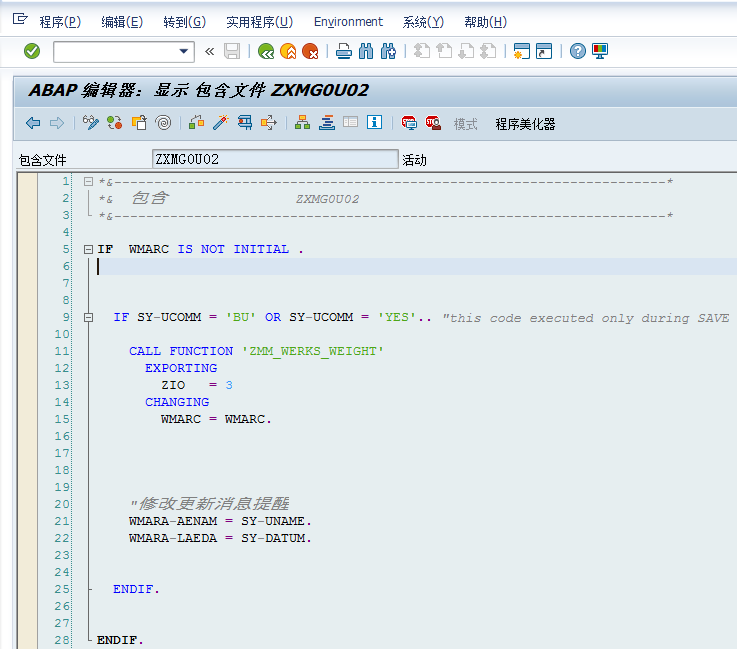 程序(P) 编辑(E) 转到(G) 实用程序(U) Environment 系统(Y) 帮助(H)
ABAP 编辑器: 显示 包含文件 ZXMG0U02
模式 程序美化器
包含文件 ZXMG0U02 活动
1 *&---------------------------------------------------------------------*
2 *& 包含 ZXMG0U02
3 *&---------------------------------------------------------------------*
4
5 IF WMARC IS NOT INITIAL .
6
7
8
9 IF SY-UCOMM = 'BU' OR SY-UCOMM = 'YES'.. "this code executed only during SAVE
10
11 CALL FUNCTION 'ZMM_WERKS_WEIGHT'
12 EXPORTING
13 ZIO = 3
14 CHANGING
15 WMARC = WMARC.
16
17
18
19
20 "修改更新消息提醒
21 WMARA-AENAM = SY-UNAME.
22 WMARA-LAEDA = SY-DATUM.
23
24
25 ENDIF.
26
27
28 ENDIF.